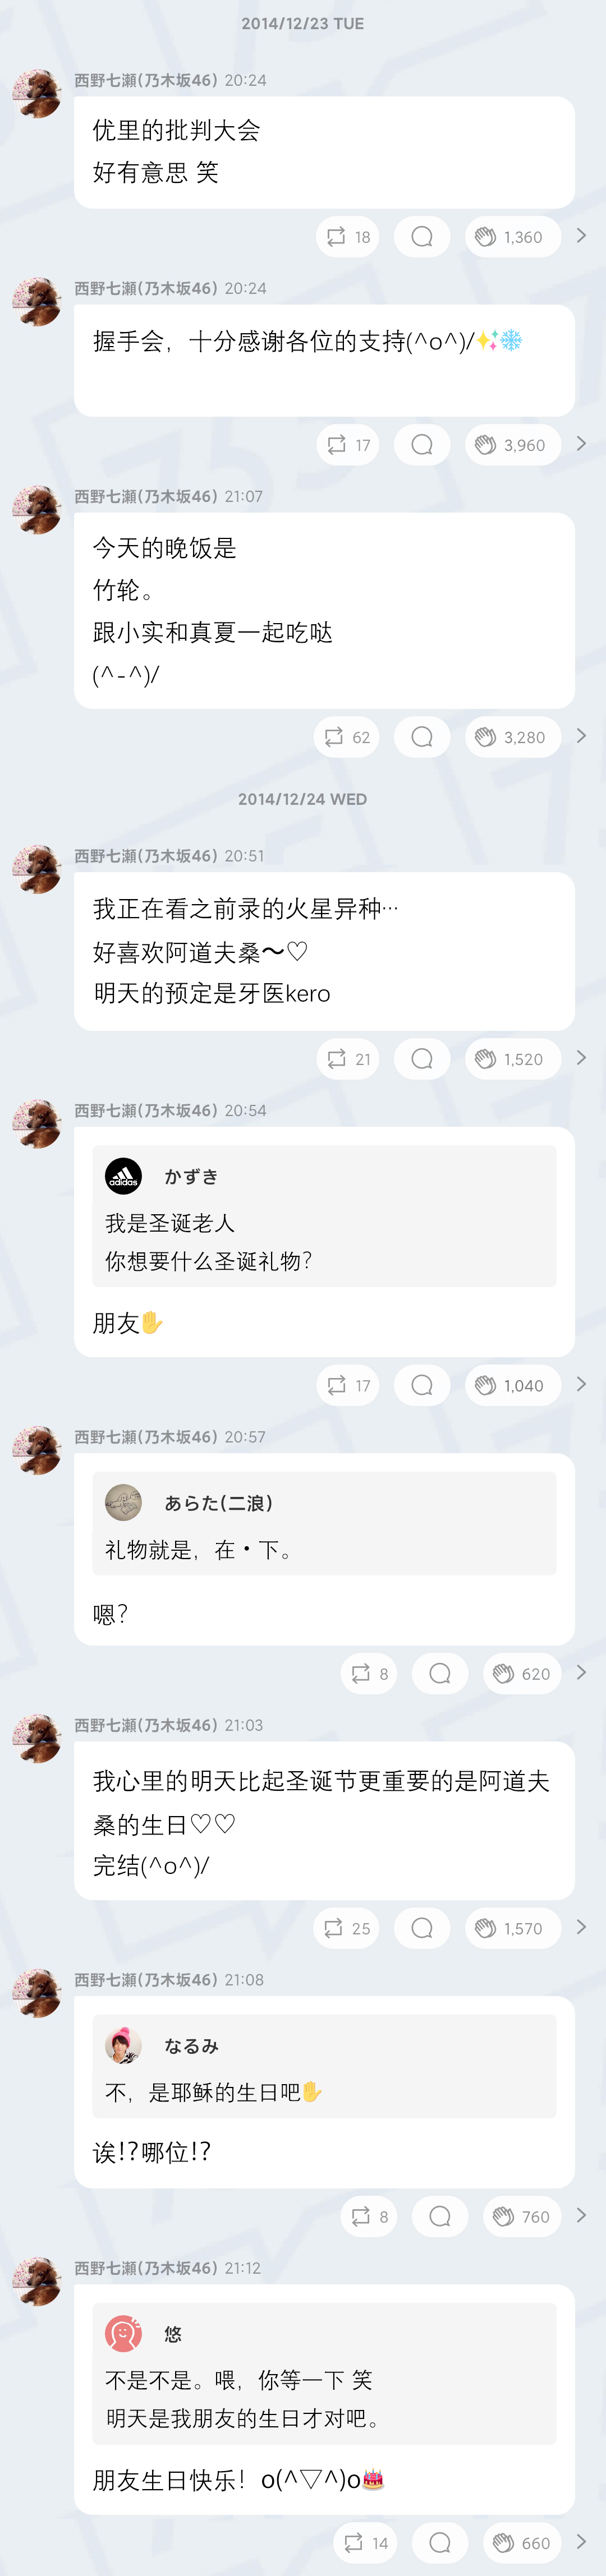 2014/12/23 TUE
西野七瀬(乃木坂46) 20:24
优里的批判大会
好有意思 笑
18
1,360
西野七瀬(乃木坂46) 20:24
握手会，十分感谢各位的支持(^o^)/✨❄
17
3,960
西野七瀬(乃木坂46) 21:07
今天的晚饭是
竹轮。
跟小实和真夏一起吃哒
(^-^)/
62
3,280
2014/12/24 WED
西野七瀬(乃木坂46) 20:51
我正在看之前录的火星异种…
好喜欢阿道夫桑～♡
明天的预定是牙医kero
21
1,520
西野七瀬(乃木坂46) 20:54
adidas
かずき
我是圣诞老人
你想要什么圣诞礼物？
朋友✋
17
1,040
西野七瀬(乃木坂46) 20:57
あらた(二浪)
礼物就是，在・下。
嗯？
8
620
西野七瀬(乃木坂46) 21:03
我心里的明天比起圣诞节更重要的是阿道夫
桑的生日♡♡
完结(^o^)/
25
1,570
西野七瀬(乃木坂46) 21:08
なるみ
不，是耶稣的生日吧✋
诶!?哪位!?
8
760
西野七瀬(乃木坂46) 21:12
悠
不是不是。喂，你等一下 笑
明天是我朋友的生日才对吧。
朋友生日快乐！o(^▽^)o🎂
14
660